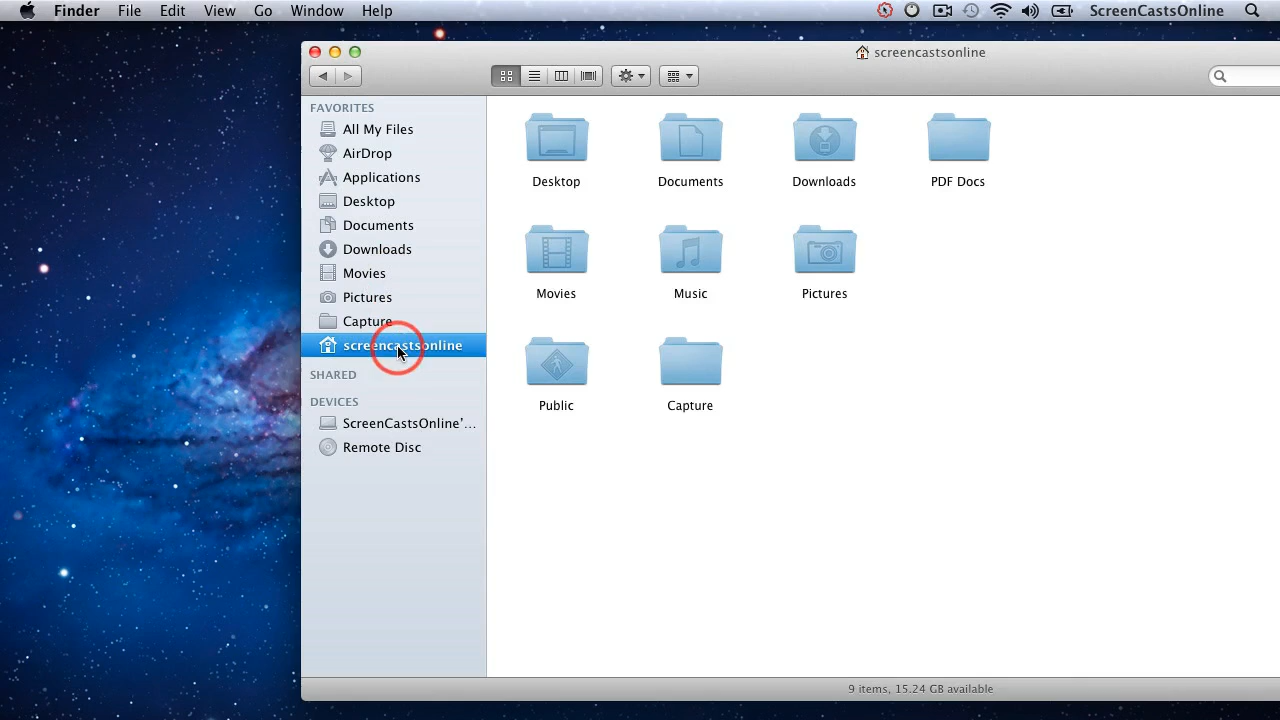 Finder File Edit View Go Window Help ScreenCastsOnline
screencastsonline
FAVORITES
All My Files
AirDrop
Applications
Desktop
Documents
Downloads
Movies
Pictures
Capture
screencastsonline
SHARED
DEVICES
ScreenCastsOnline’...
Remote Disc
Desktop Documents Downloads PDF Docs
Movies Music Pictures
Public Capture
9 items, 15.24 GB available